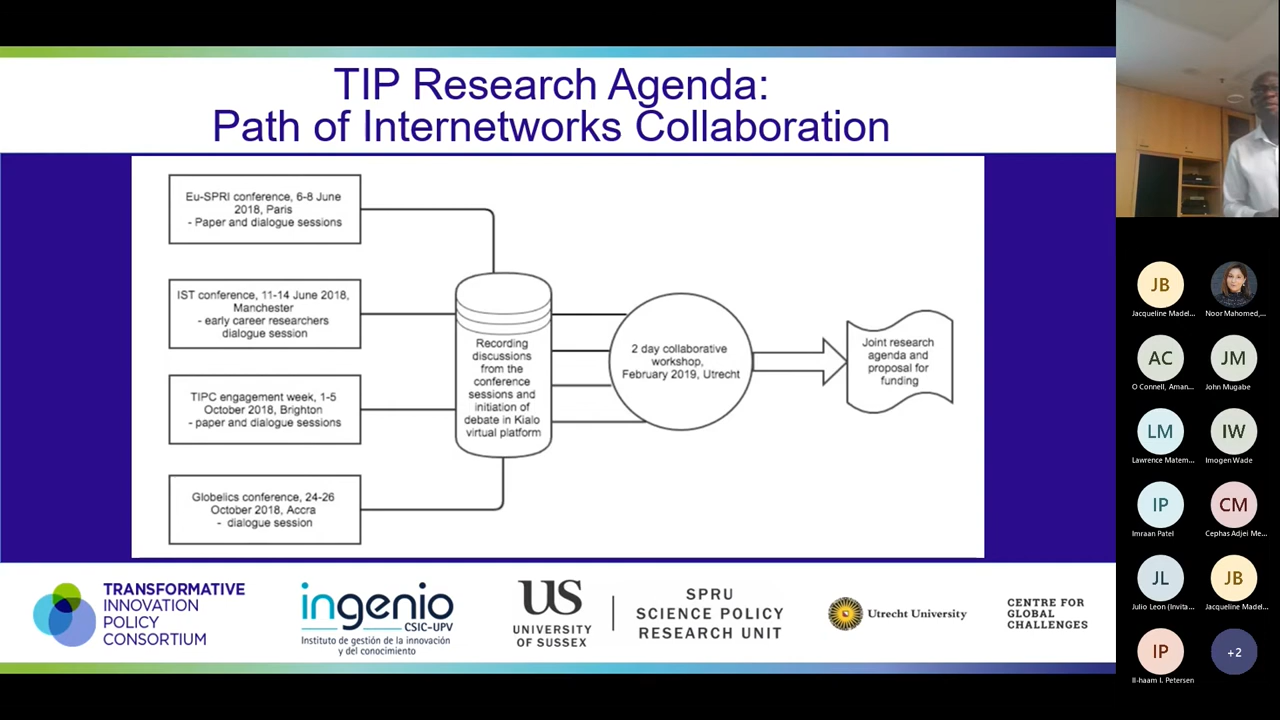 TIP Research Agenda:
Path of Internetworks Collaboration
Eu-SPRI conference, 6-8 June
2018, Paris
- Paper and dialogue sessions
IST conference, 11-14 June 2018,
Manchester
- early career researchers
dialogue session
TIPC engagement week, 1-5
October 2018, Brighton
- paper and dialogue sessions
Globelics conference, 24-26
October 2018, Accra
- dialogue session
Recording
discussions
from the
conference
sessions and
initiation of
debate in Kialo
virtual platform
2 day collaborative
workshop,
February 2019, Utrecht
Joint research
agenda and
proposal for
funding
TRANSFORMATIVE
INNOVATION
POLICY
CONSORTIUM
ingenio
CSIC-UPV
Instituto de gestión de la innovación
y del conocimiento
US
UNIVERSITY
OF SUSSEX
SPRU
SCIENCE POLICY
RESEARCH UNIT
Utrecht University
CENTRE FOR
GLOBAL
CHALLENGES
JB
Jacqueline Madel...
Noor Mahomed,...
AC
O Connell, Aman...
JM
John Mugabe
LM
Lawrence Matem...
IW
Imogen Wade
IP
Imraan Patel
CM
Cephas Adjei Me...
JL
Julio Leon (Invita...
JB
Jacqueline Madel...
IP
Il-haam I. Petersen
+2